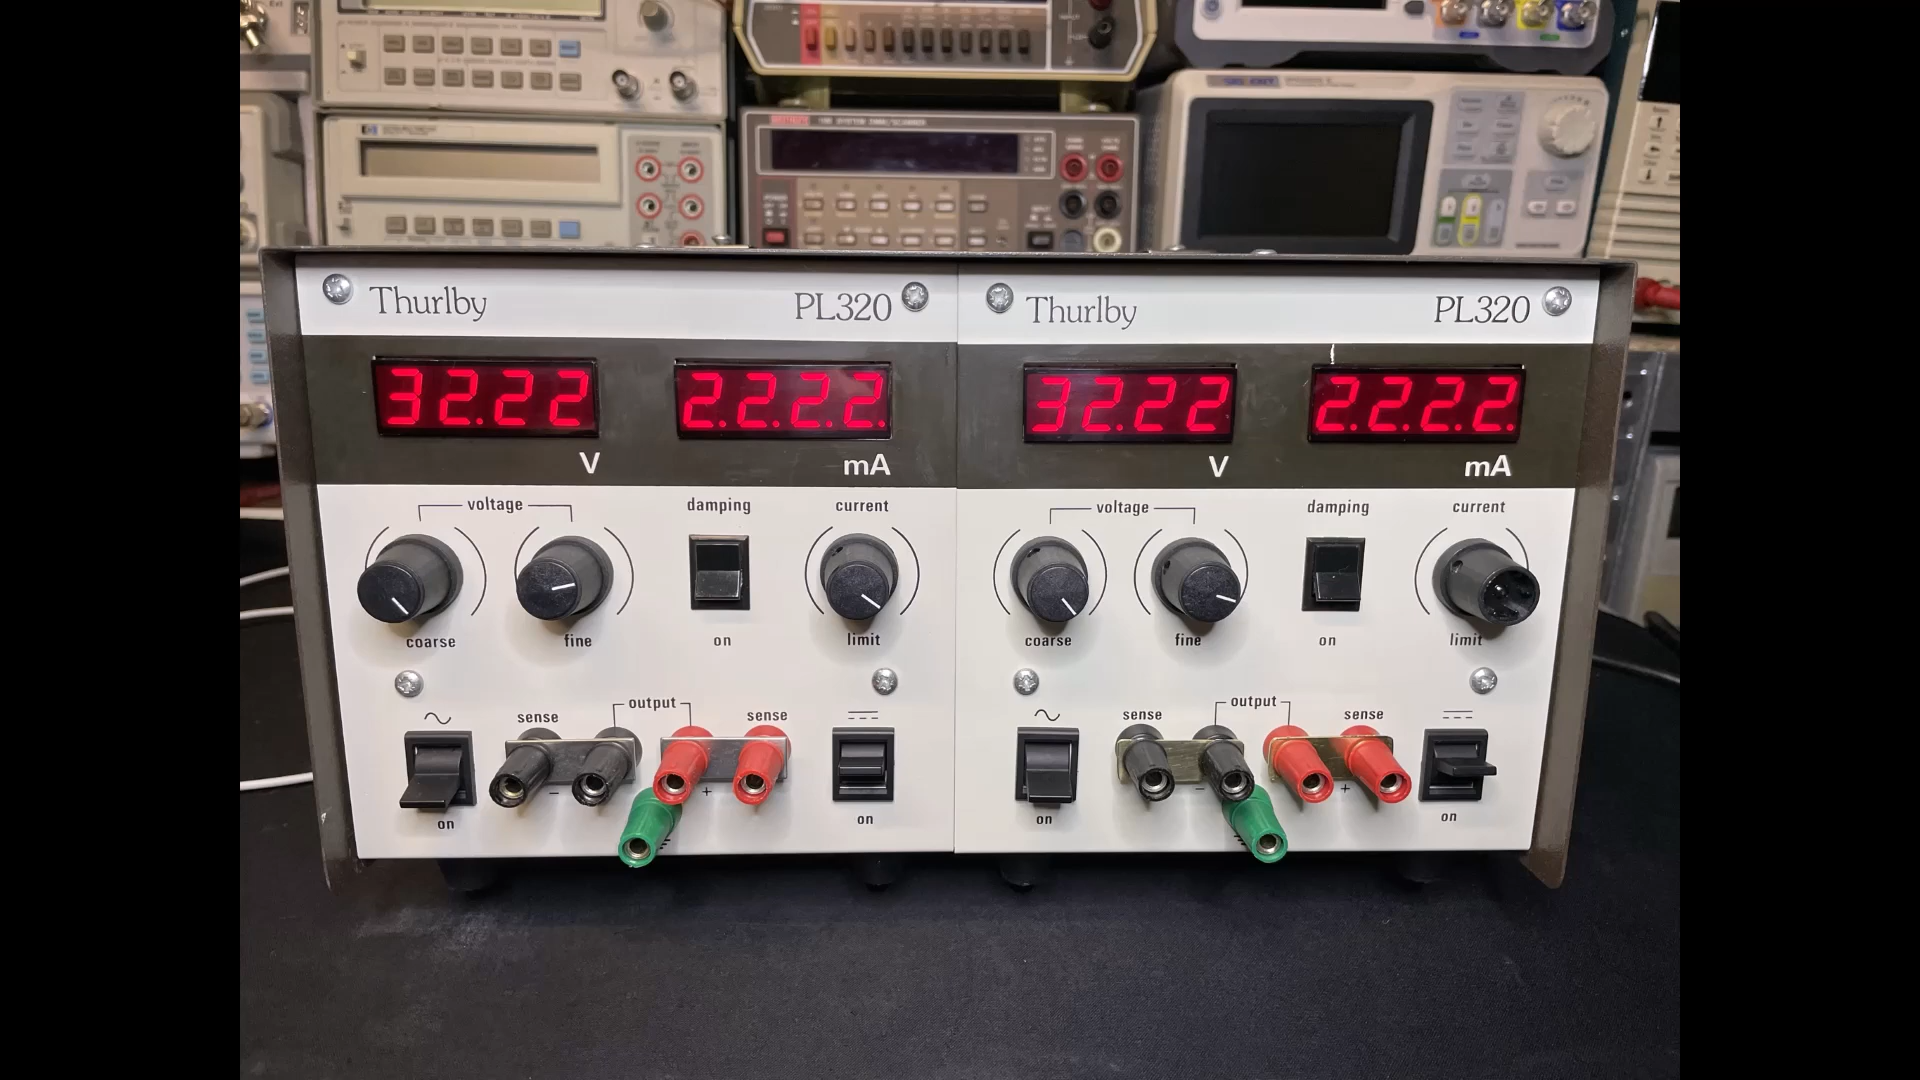 Thurlby PL320 Thurlby PL320
32.22 2.2.2.2. 32.22 2.2.2.2.
V mA V mA
voltage damping current voltage damping current
coarse fine on limit coarse fine on limit
sense output sense sense output sense
- + - +
on on on on